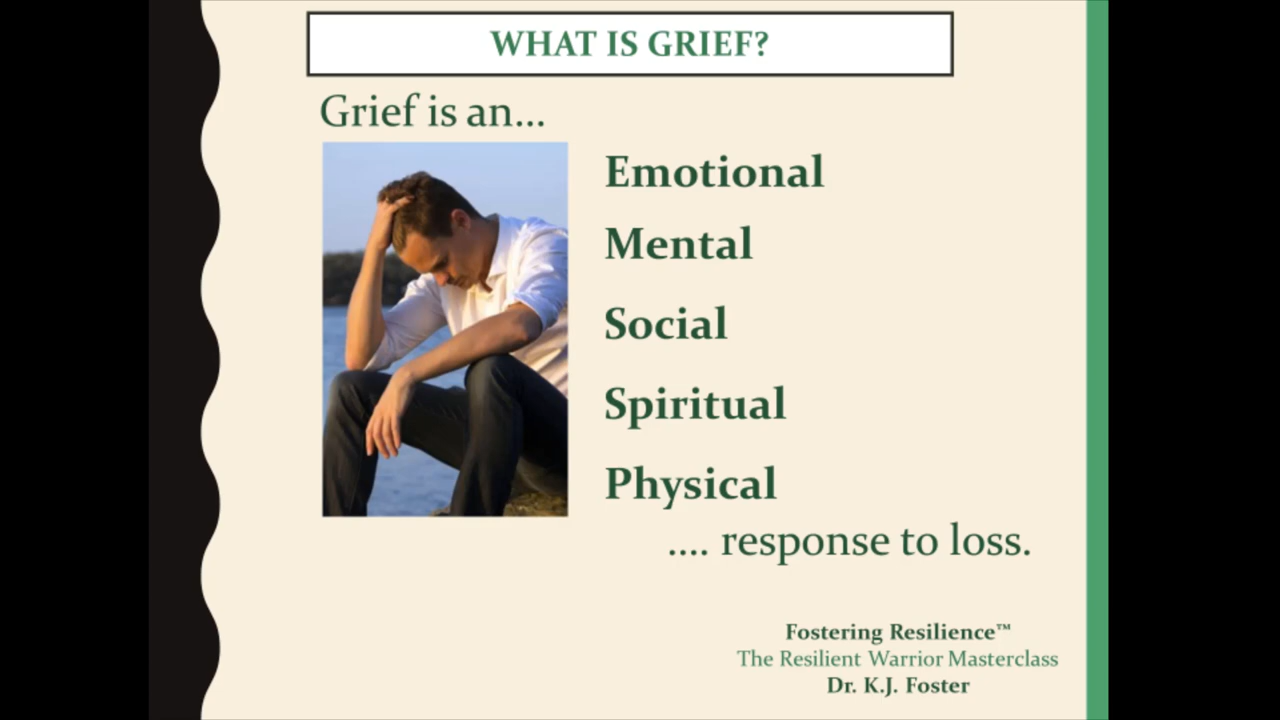 WHAT IS GRIEF?
Grief is an...
Emotional
Mental
Social
Spiritual
Physical
.... response to loss.
Fostering Resilience™
The Resilient Warrior Masterclass
Dr. K.J. Foster